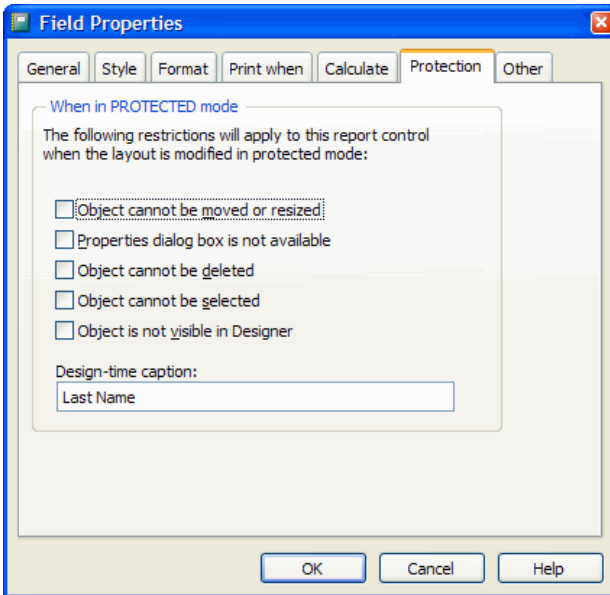 Field Properties
General Style Format Print when Calculate Protection Other
When in PROTECTED mode
The following restrictions will apply to this report control
when the layout is modified in protected mode:
Object cannot be moved or resized
Properties dialog box is not available
Object cannot be deleted
Object cannot be selected
Object is not visible in Designer
Design-time caption:
Last Name
OK Cancel Help